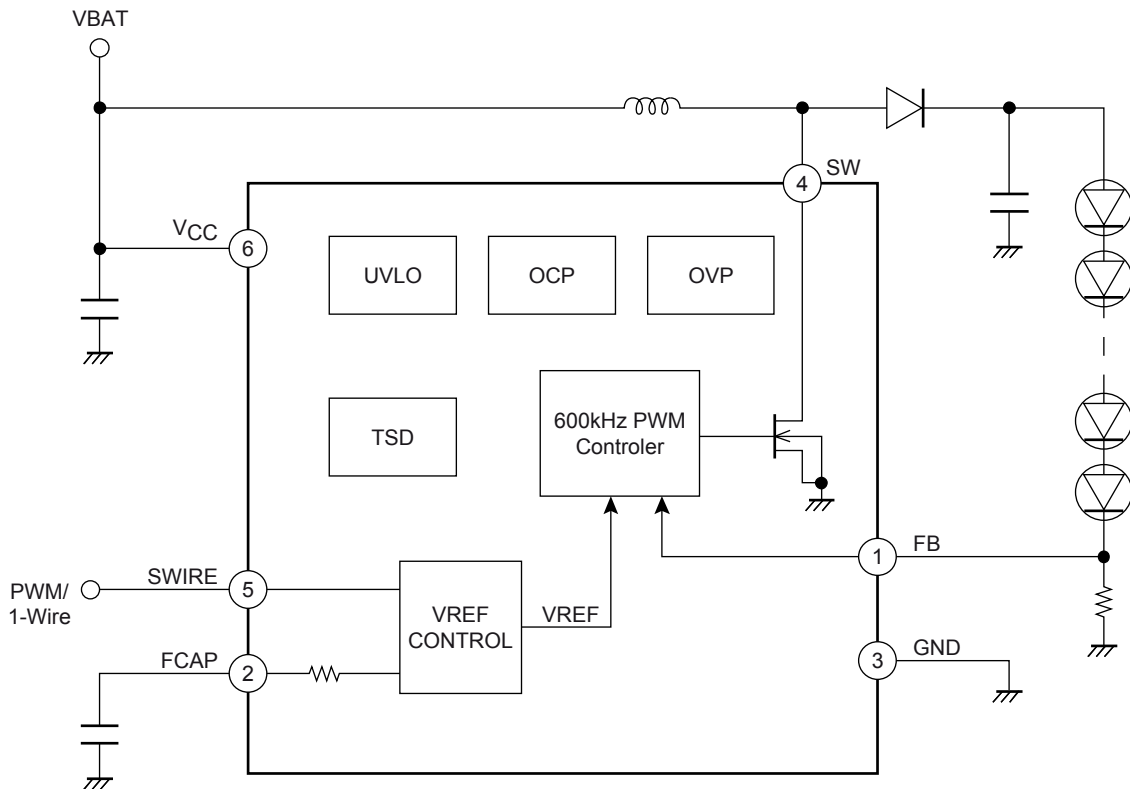 VBAT
SW
4
VCC
6
UVLO
OCP
OVP
TSD
600kHz PWM
Controler
1
FB
PWM/
1-Wire
SWIRE
5
VREF
CONTROL
VREF
FCAP
2
3
GND